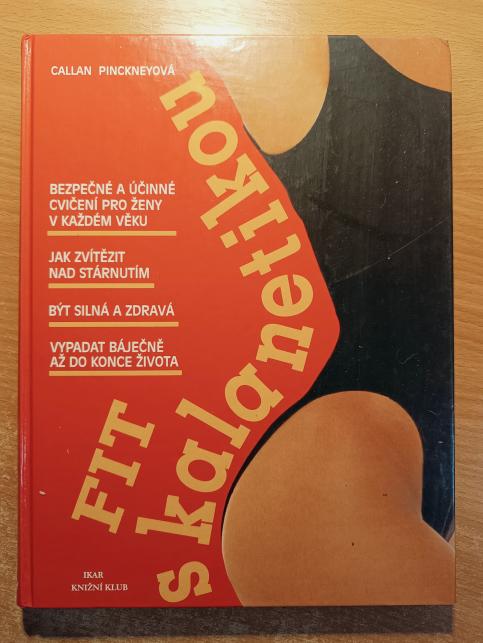 CALLAN PINCKNEYOVÁ
BEZPEČNÉ A ÚČINNÉ
CVIČENÍ PRO ŽENY
V KAŽDÉM VĚKU
JAK ZVÍTĚZIT
NAD STÁRNUTÍM
BÝT SILNÁ A ZDRAVÁ
VYPADAT BÁJEČNĚ
AŽ DO KONCE ŽIVOTA
FIT
skalanetikou
IKAR
KNIŽNÍ KLUB